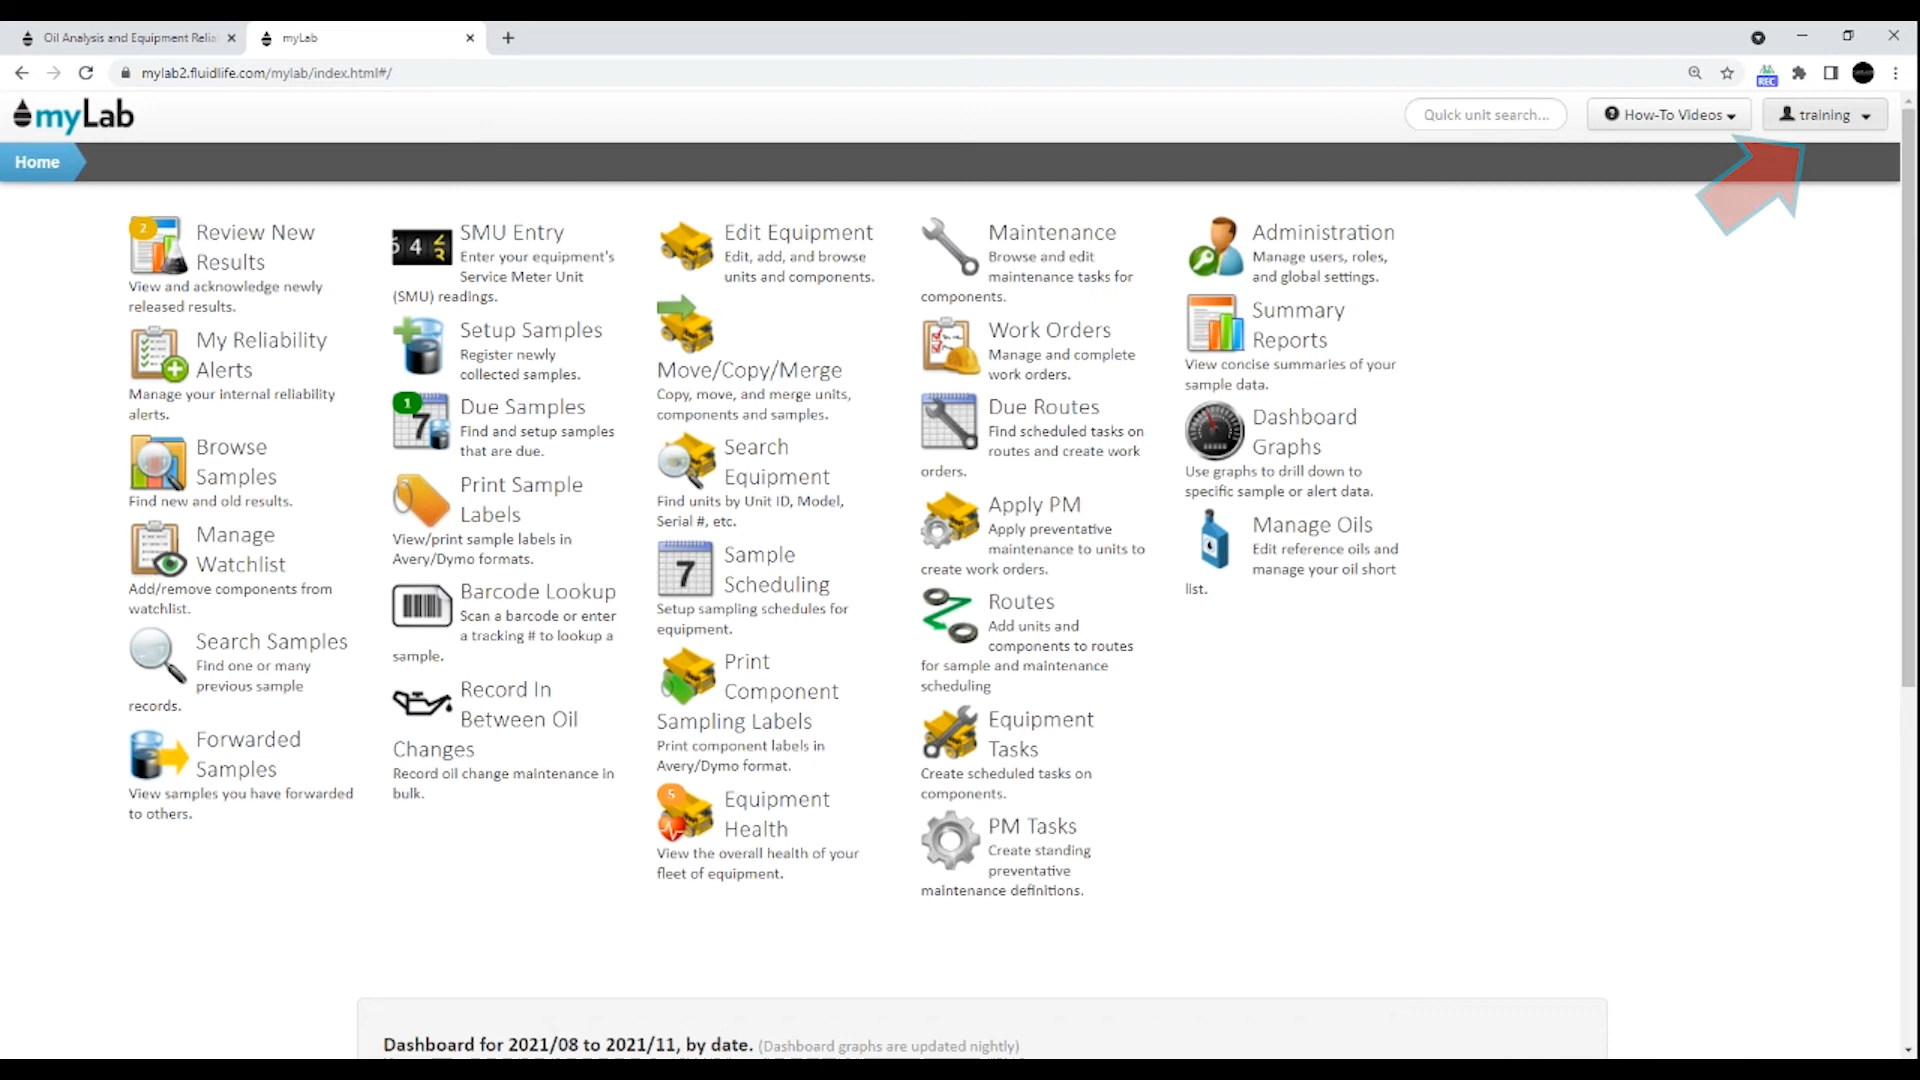 Oil Analysis and Equipment Relia
myLab
mylab2.fluidlife.com/mylab/index.html#/
REC
myLab
Quick unit search...
How-To Videos
training
Home
2
Review New
Results
View and acknowledge newly
released results.
My Reliability
Alerts
Manage your internal reliability
alerts.
Browse
Samples
Find new and old results.
Manage
Watchlist
Add/remove components from
watchlist.
Search Samples
Find one or many
previous sample
records.
Forwarded
Samples
View samples you have forwarded
to others.
SMU Entry
Enter your equipment's
Service Meter Unit
(SMU) readings.
Setup Samples
Register newly
collected samples.
1
7
Due Samples
Find and setup samples
that are due.
Print Sample
Labels
View/print sample labels in
Avery/Dymo formats.
Barcode Lookup
Scan a barcode or enter
a tracking # to lookup a
sample.
Record In
Between Oil
Changes
Record oil change maintenance in
bulk.
Edit Equipment
Edit, add, and browse
units and components.
Move/Copy/Merge
Copy, move, and merge units,
components and samples.
Search
Equipment
Find units by Unit ID, Model,
Serial #, etc.
7
Sample
Scheduling
Setup sampling schedules for
equipment.
Print
Component
Sampling Labels
Print component labels in
Avery/Dymo format.
5
Equipment
Health
View the overall health of your
fleet of equipment.
Maintenance
Browse and edit
maintenance tasks for
components.
Work Orders
Manage and complete
work orders.
Due Routes
Find scheduled tasks on
routes and create work
orders.
Apply PM
Apply preventative
maintenance to units to
create work orders.
Routes
Add units and
components to routes
for sample and maintenance
scheduling
Equipment
Tasks
Create scheduled tasks on
components.
PM Tasks
Create standing
preventative
maintenance definitions.
Administration
Manage users, roles,
and global settings.
Summary
Reports
View concise summaries of your
sample data.
Dashboard
Graphs
Use graphs to drill down to
specific sample or alert data.
Manage Oils
Edit reference oils and
manage your oil short
list.
Dashboard for 2021/08 to 2021/11, by date. (Dashboard graphs are updated nightly)